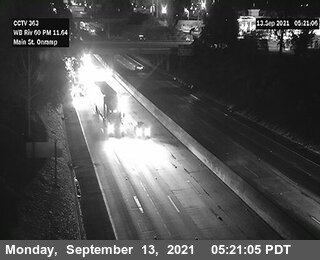 CCTV 363
WB Riv 60 PM 11.64
Main St. Onramp
13 Sep 2021 05:21:06
Monday, September 13, 2021 05:21:05 PDT